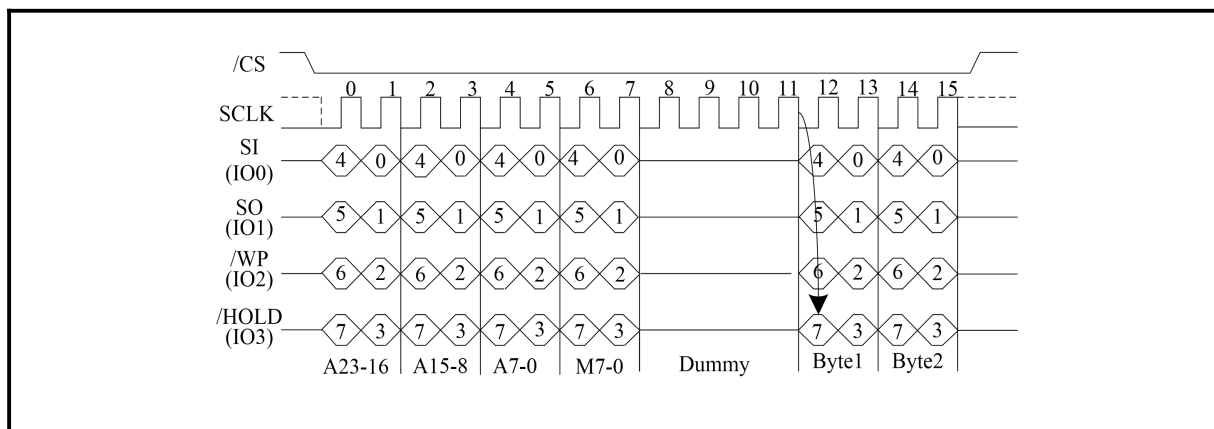 /CS
0 1 2 3 4 5 6 7 8 9 10 11 12 13 14 15
SCLK
SI
(IO0)
4 0 4 0 4 0 4 0 4 0 4 0
SO
(IO1)
5 1 5 1 5 1 5 1 5 1 5 1
/WP
(IO2)
6 2 6 2 6 2 6 2 6 2 6 2
/HOLD
(IO3)
7 3 7 3 7 3 7 3 7 3 7 3
A23-16 A15-8 A7-0 M7-0 Dummy Byte1 Byte2